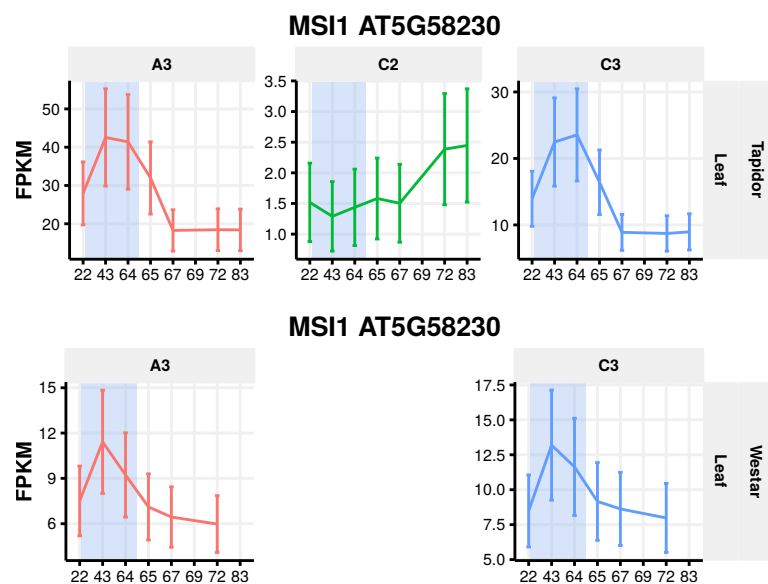 MSI1 AT5G58230
A3 C2 C3
FPKM
50
40
30
20
3.5
3.0
2.5
2.0
1.5
1.0
30
20
10
Leaf
Tapidor
22 43 64 65 67 69 72 83 22 43 64 65 67 69 72 83 22 43 64 65 67 69 72 83
MSI1 AT5G58230
A3 C3
FPKM
15
12
9
6
17.5
15.0
12.5
10.0
7.5
5.0
Leaf
Westar
22 43 64 65 67 69 72 83 22 43 64 65 67 69 72 83